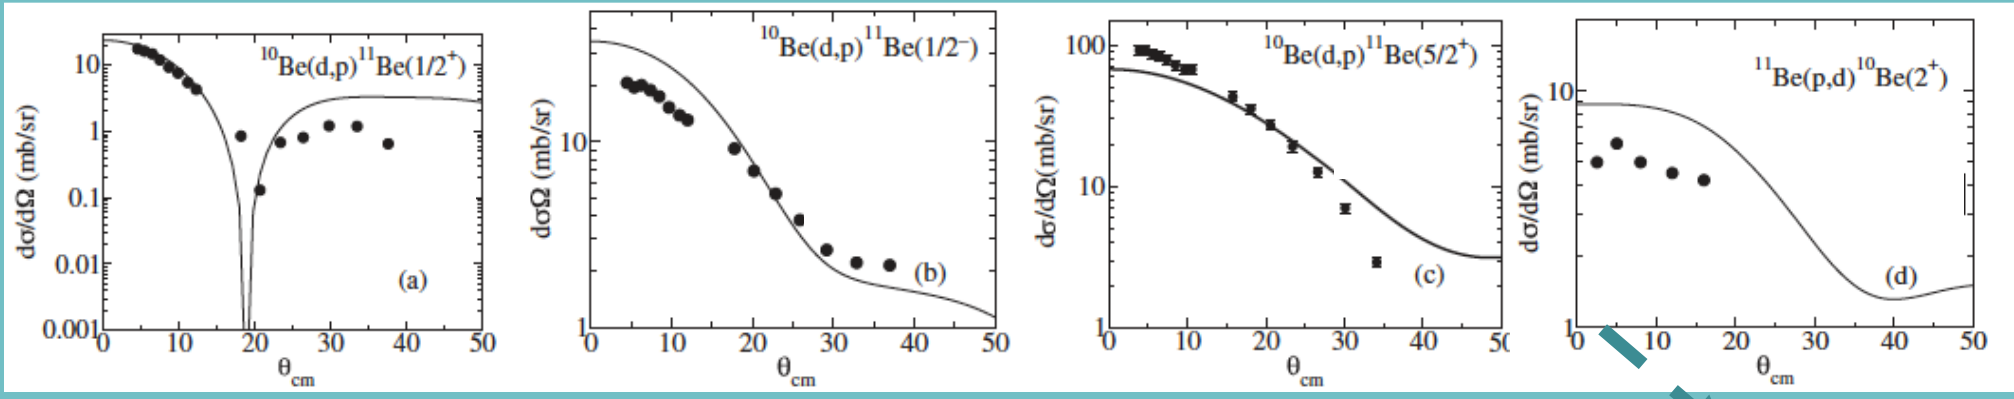 10
1
0.1
0.01
0.001
dσ/dΩ (mb/sr)
¹⁰Be(d,p)¹¹Be(1/2⁺)
(a)
0 10 20 30 40 50
θcm
10
1
dσΩ (mb/sr)
¹⁰Be(d,p)¹¹Be(1/2⁻)
(b)
0 10 20 30 40 50
θcm
100
10
1
dσ/dΩ(mb/sr)
¹⁰Be(d,p)¹¹Be(5/2⁺)
(c)
0 10 20 30 40 50
θcm
10
1
dσ/dΩ (mb/sr)
¹¹Be(p,d)¹⁰Be(2⁺)
(d)
0 10 20 30 40 50
θcm